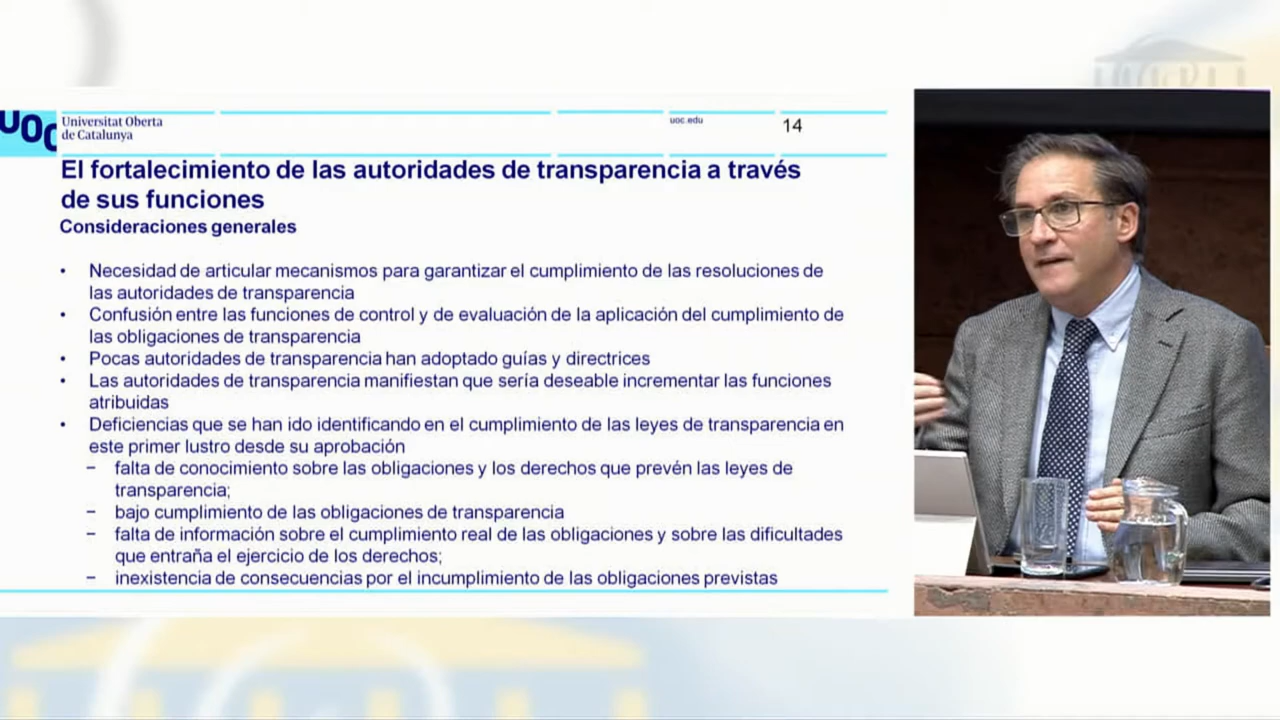 UOC
Universitat Oberta
de Catalunya
uoc.edu
14
El fortalecimiento de las autoridades de transparencia a través
de sus funciones
Consideraciones generales
• Necesidad de articular mecanismos para garantizar el cumplimiento de las resoluciones de
las autoridades de transparencia
• Confusión entre las funciones de control y de evaluación de la aplicación del cumplimiento de
las obligaciones de transparencia
• Pocas autoridades de transparencia han adoptado guías y directrices
• Las autoridades de transparencia manifiestan que sería deseable incrementar las funciones
atribuidas
• Deficiencias que se han ido identificando en el cumplimiento de las leyes de transparencia en
este primer lustro desde su aprobación
− falta de conocimiento sobre las obligaciones y los derechos que prevén las leyes de
transparencia;
− bajo cumplimiento de las obligaciones de transparencia
− falta de información sobre el cumplimiento real de las obligaciones y sobre las dificultades
que entraña el ejercicio de los derechos;
− inexistencia de consecuencias por el incumplimiento de las obligaciones previstas